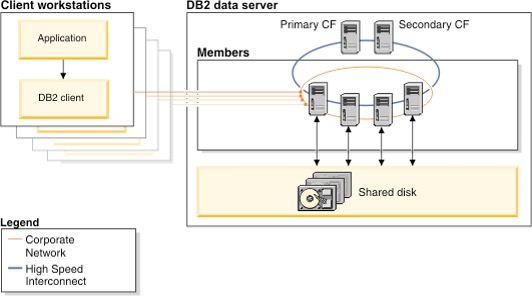 Client workstations
Application
DB2 client
DB2 data server
Primary CF
Secondary CF
Members
Shared disk
Legend
Corporate
Network
High Speed
Interconnect